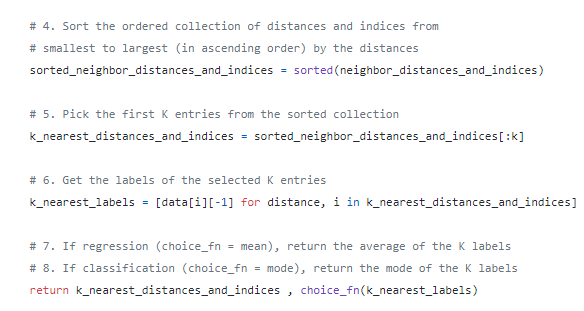 # 4. Sort the ordered collection of distances and indices from
# smallest to largest (in ascending order) by the distances
sorted_neighbor_distances_and_indices = sorted(neighbor_distances_and_indices)
# 5. Pick the first K entries from the sorted collection
k_nearest_distances_and_indices = sorted_neighbor_distances_and_indices[:k]
# 6. Get the labels of the selected K entries
k_nearest_labels = [data[i][-1] for distance, i in k_nearest_distances_and_indices]
# 7. If regression (choice_fn = mean), return the average of the K labels
# 8. If classification (choice_fn = mode), return the mode of the K labels
return k_nearest_distances_and_indices , choice_fn(k_nearest_labels)